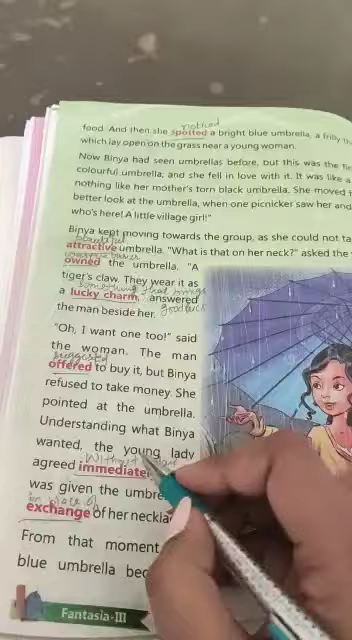 noticed
food. And then she spotted a bright blue umbrella, a frilly
which lay open on the grass near a young woman.
Now Binya had seen umbrellas before, but this was the
colourful umbrella, and she fell in love with it. It was like a
nothing like her mother's torn black umbrella. She moved
better look at the umbrella, when one picnicker saw her and
who's here! A little village girl!"
Binya kept moving towards the group, as she could not
beautiful
attractive umbrella. "What is that on her neck?" asked the
owned the umbrella. "A
tiger's claw. They wear it as
something that brings
a lucky charm," answered
good luck
the man beside her.
"Oh, I want one too!" said
the woman. The man
suggested
offered to buy it, but Binya
refused to take money. She
pointed at the umbrella.
Understanding what Binya
wanted, the young lady
without
agreed
was given the
in place of
exchange of her
From that moment
blue umbrella
Fantasia-III